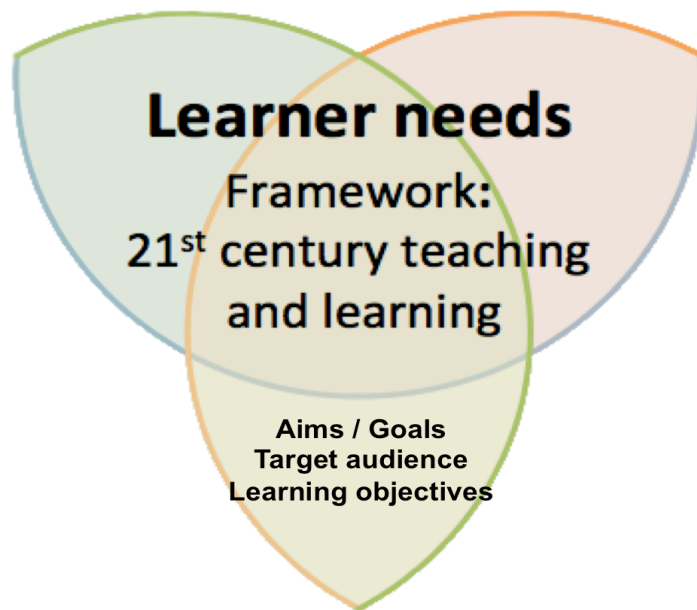 Learner needs
Framework:
21st century teaching
and learning
Aims / Goals
Target audience
Learning objectives